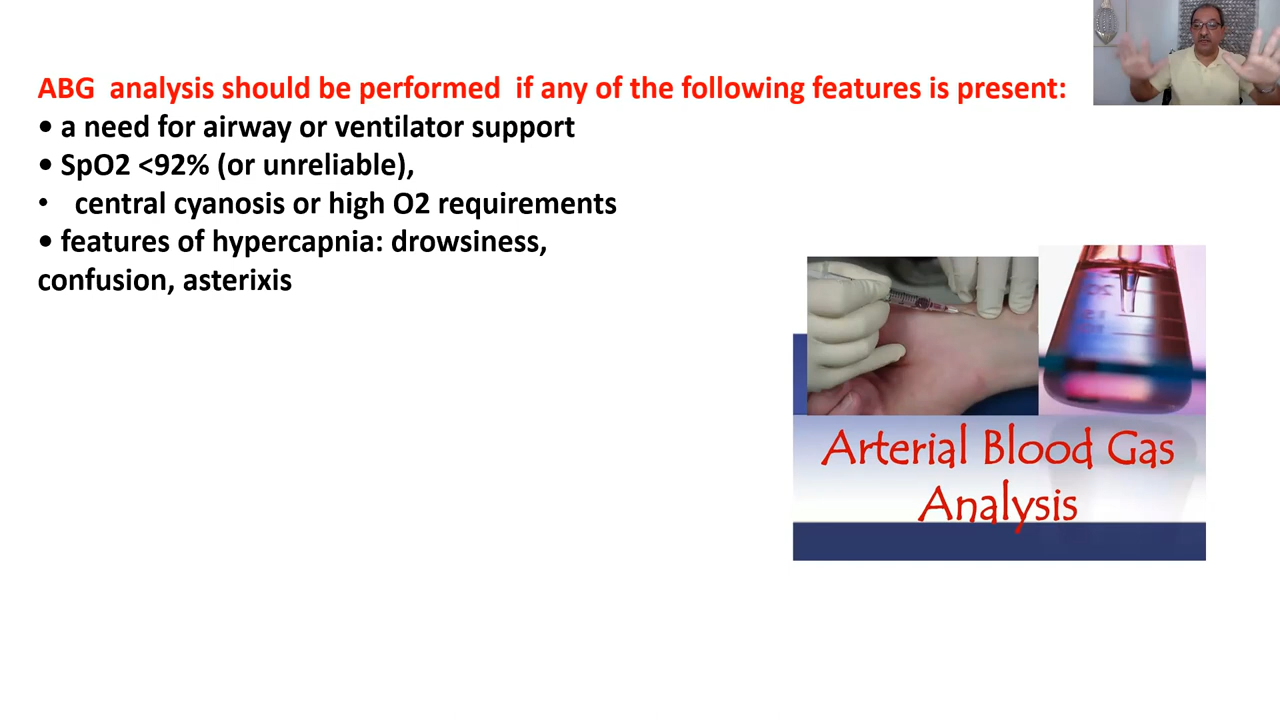 ABG analysis should be performed if any of the following features is present:
• a need for airway or ventilator support
• SpO2 <92% (or unreliable),
• central cyanosis or high O2 requirements
• features of hypercapnia: drowsiness,
confusion, asterixis
Arterial Blood Gas
Analysis